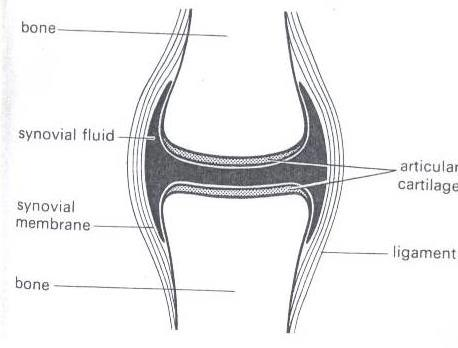 bone
synovial fluid
synovial
membrane
bone
articular
cartilage
ligament